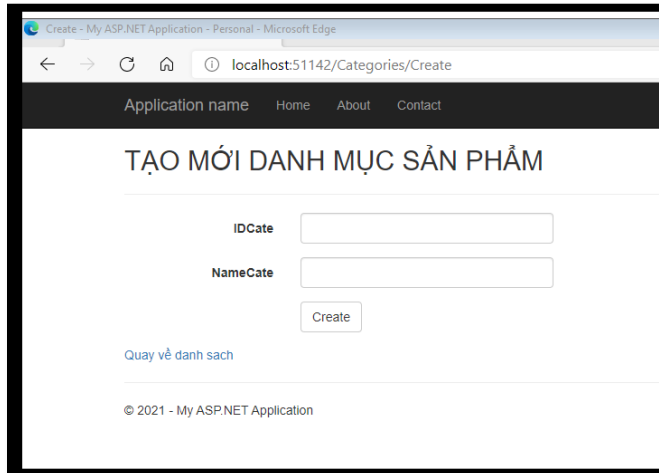 Create - My ASP.NET Application - Personal - Microsoft Edge
localhost:51142/Categories/Create
Application name Home About Contact
TẠO MỚI DANH MỤC SẢN PHẨM
IDCate
NameCate
Create
Quay về danh sach
© 2021 - My ASP.NET Application